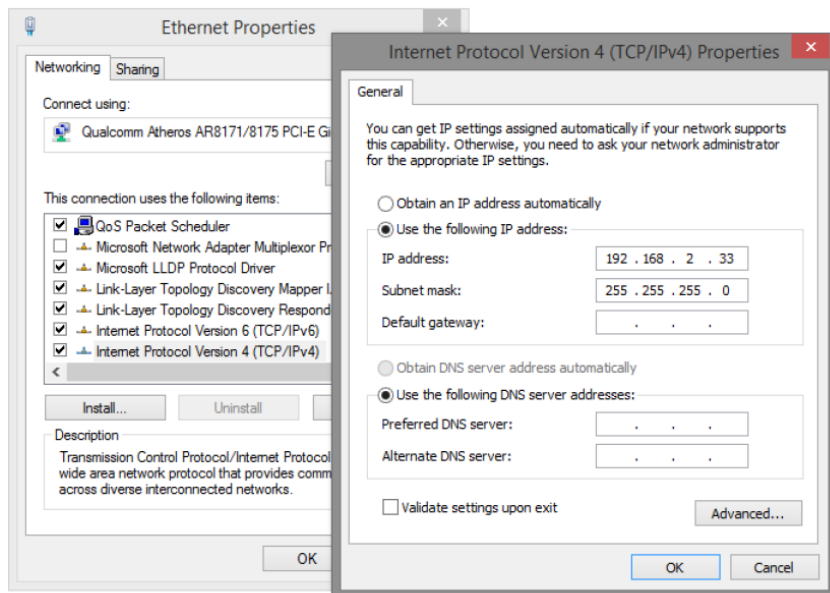 Ethernet Properties
Networking
Sharing
Connect using:
Qualcomm Atheros AR8171/8175 PCI-E
This connection uses the following items:
QoS Packet Scheduler
Microsoft Network Adapter Multiplexor
Microsoft LLDP Protocol Driver
Link-Layer Topology Discovery Mapper
Link-Layer Topology Discovery Respond
Internet Protocol Version 6 (TCP/IPv6)
Internet Protocol Version 4 (TCP/IPv4)
Install...
Uninstall
Description
Transmission Control Protocol/Internet Protocol
wide area network protocol that provides comm
across diverse interconnected networks.
OK
Internet Protocol Version 4 (TCP/IPv4) Properties
General
You can get IP settings assigned automatically if your network supports
this capability. Otherwise, you need to ask your network administrator
for the appropriate IP settings.
Obtain an IP address automatically
Use the following IP address:
IP address: 192 . 168 . 2 . 33
Subnet mask: 255 . 255 . 255 . 0
Default gateway: . . .
Obtain DNS server address automatically
Use the following DNS server addresses:
Preferred DNS server: . . .
Alternate DNS server: . . .
Validate settings upon exit
Advanced...
OK
Cancel